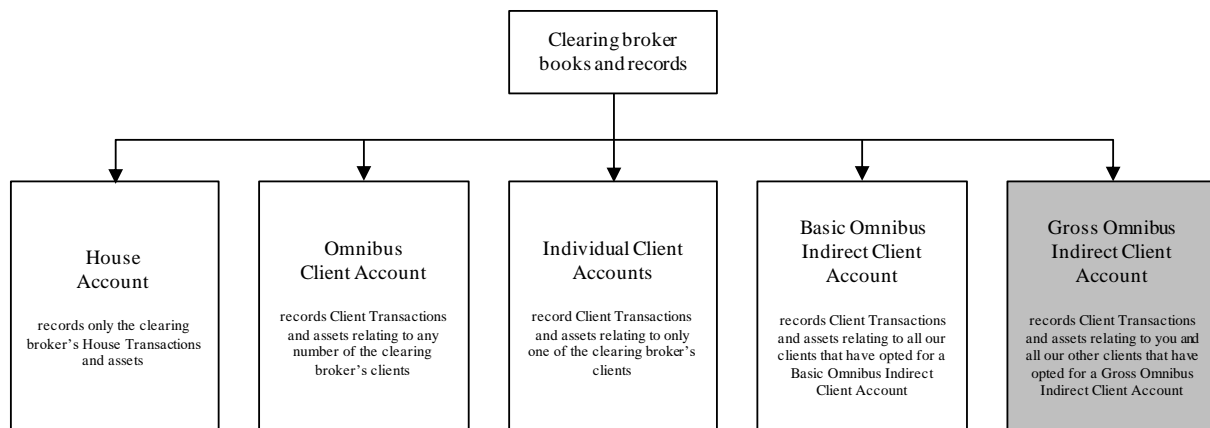 Clearing broker
books and records
House
Account
records only the clearing
broker's House Transactions
and assets
Omnibus
Client Account
records Client Transactions
and assets relating to any
number of the clearing
broker's clients
Individual Client
Accounts
record Client Transactions
and assets relating to only
one of the clearing broker's
clients
Basic Omnibus
Indirect Client
Account
records Client Transactions
and assets relating to all our
clients that have opted for a
Basic Omnibus Indirect
Client Account
Gross Omnibus
Indirect Client
Account
records Client Transactions
and assets relating to you and
all our other clients that have
opted for a Gross Omnibus
Indirect Client Account